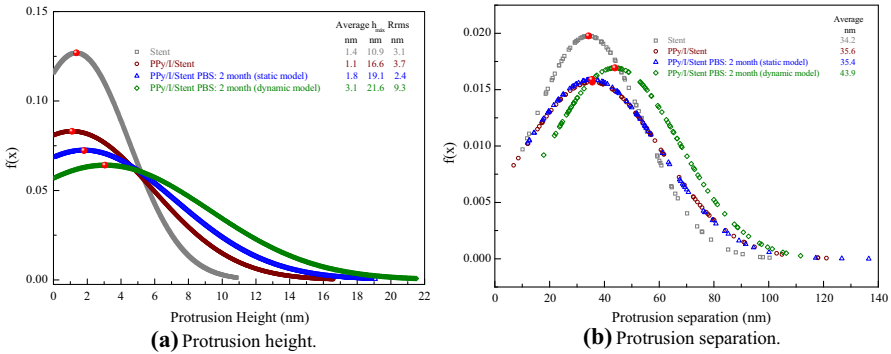 Average h_máx Rrms
nm nm nm
Stent 1.4 10.9 3.1
PPy/I/Stent 1.1 16.6 3.7
PPy/I/Stent PBS: 2 month (static model) 1.8 19.1 2.4
PPy/I/Stent PBS: 2 month (dynamic model) 3.1 21.6 9.3
f(x)
0.15
0.10
0.05
0.00
0 2 4 6 8 10 12 14 16 18 20 22
Protrusion Height (nm)
(a) Protrusion height.
Average
nm
Stent 34.2
PPy/I/Stent 35.6
PPy/I/Stent PBS: 2 month (static model) 35.4
PPy/I/Stent PBS: 2 month (dynamic model) 43.9
f(x)
0.020
0.015
0.010
0.005
0.000
0 20 40 60 80 100 120 140
Protrusion separation (nm)
(b) Protrusion separation.